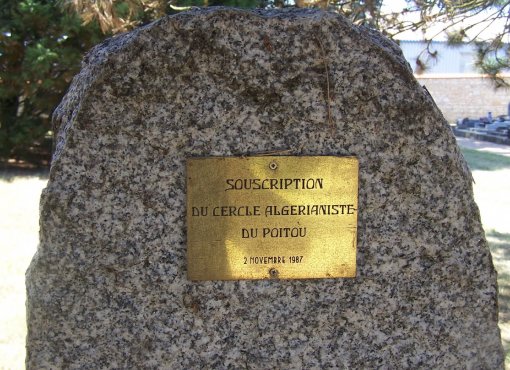 SOUSCRIPTION
DU CERCLE ALGERIANISTE
DU POITOU
2 NOVEMBRE 1987